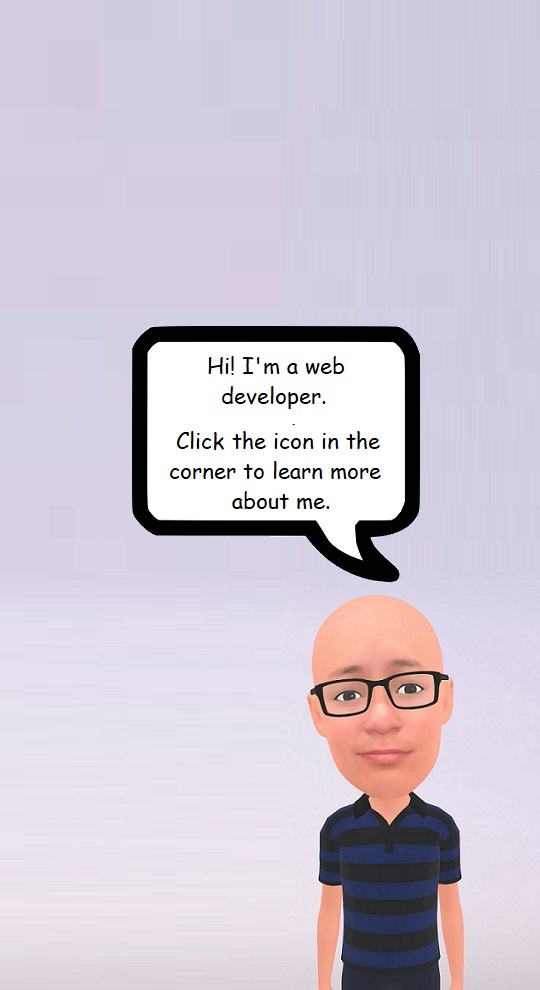 Hi! I'm a web
developer.
.
Click the icon in the
corner to learn more
about me.